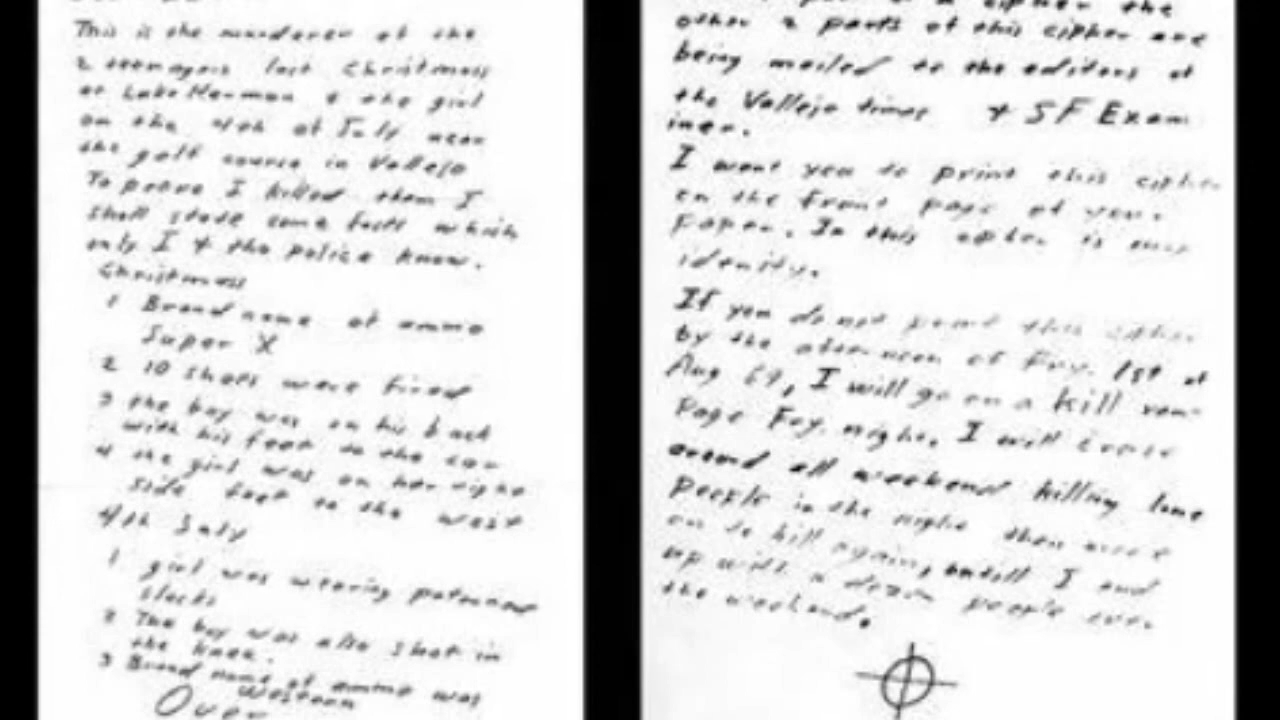 This is the murderer of the
2 teenagers last Christmass
at Lake Herman & the girl
on the 4th of July near
the golf course in Vallejo
To prove I killed them I
shall state some facts which
only I & the police know.
Christmass
1 Brand name of ammo
Super X
2 10 shots were fired
3 the boy was on his back
with his feet to the car
4 the girl was on her right
side feet to the west
4th July
1 girl was wearing paterned
slacks
2 The boy was also shot in
the knee.
3 Brand name of ammo was
Western
Over
cipher the
other 2 parts of this cipher are
being mailed to the editors of
the Vallejo times & SF Exam
iner.
I want you to print this cipher
on the front page of your
paper. In this cipher is my
idenity.
If you do not print this cipher
by the afternoon of Fry. 1st of
Aug 69, I will go on a kill ram-
Page Fry. night. I will cruse
around all weekend killing lone
people in the night then move
on to kill again, untill I end
up with a dozen people over
the weekend.